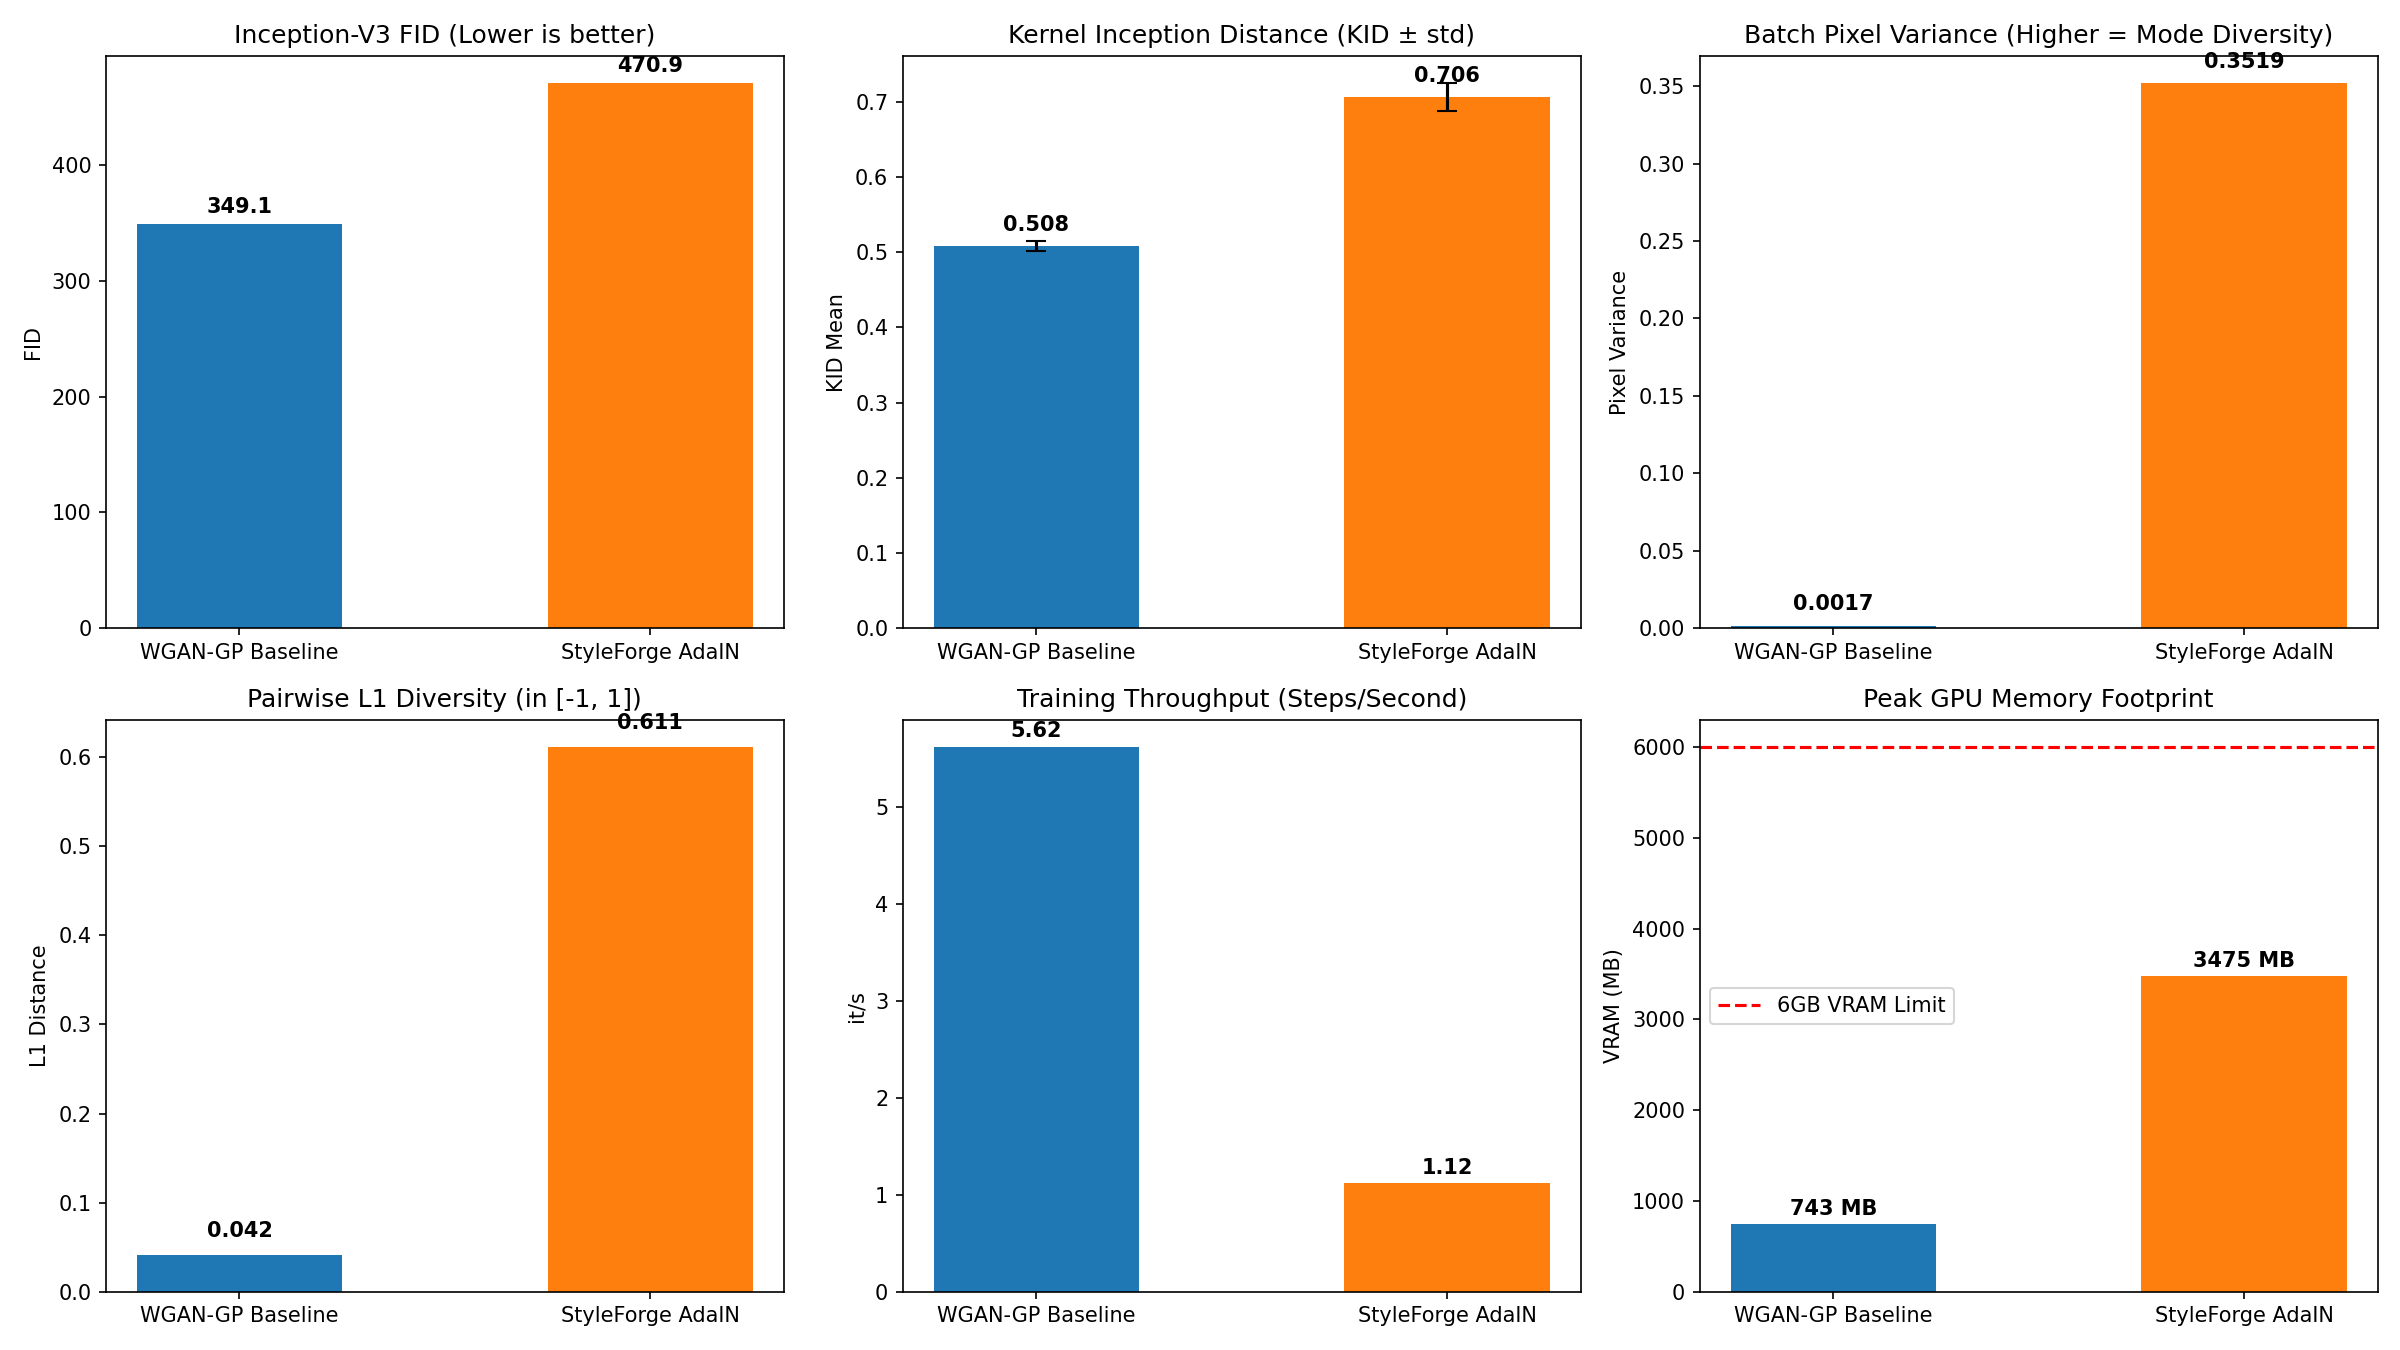 Inception-V3 FID (Lower is better)
FID
400
300
200
100
0
349.1
470.9
WGAN-GP Baseline
StyleForge AdaIN
Kernel Inception Distance (KID ± std)
KID Mean
0.7
0.6
0.5
0.4
0.3
0.2
0.1
0.0
0.508
0.706
WGAN-GP Baseline
StyleForge AdaIN
Batch Pixel Variance (Higher = Mode Diversity)
Pixel Variance
0.35
0.30
0.25
0.20
0.15
0.10
0.05
0.00
0.0017
0.3519
WGAN-GP Baseline
StyleForge AdaIN
Pairwise L1 Diversity (in [-1, 1])
L1 Distance
0.6
0.5
0.4
0.3
0.2
0.1
0.0
0.042
0.611
WGAN-GP Baseline
StyleForge AdaIN
Training Throughput (Steps/Second)
it/s
5
4
3
2
1
0
5.62
1.12
WGAN-GP Baseline
StyleForge AdaIN
Peak GPU Memory Footprint
VRAM (MB)
6000
5000
4000
3000
2000
1000
0
6GB VRAM Limit
743 MB
3475 MB
WGAN-GP Baseline
StyleForge AdaIN